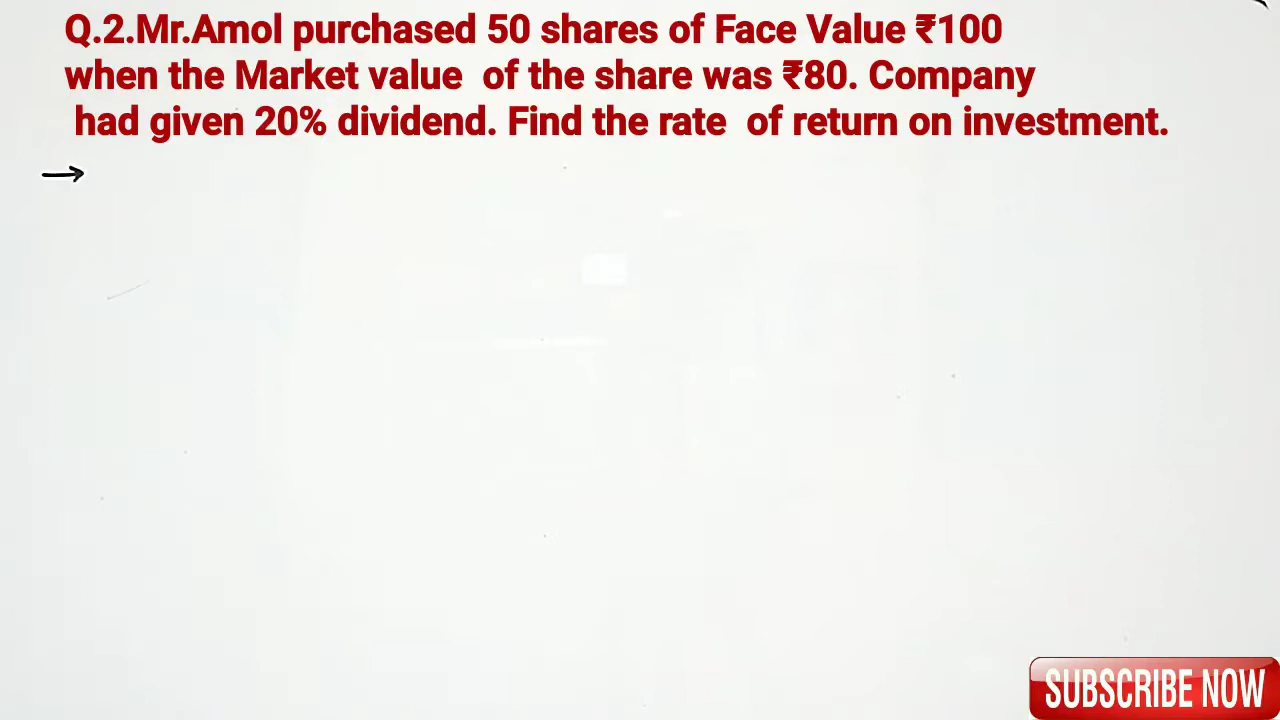 Q.2.Mr.Amol purchased 50 shares of Face Value ₹100
when the Market value of the share was ₹80. Company
had given 20% dividend. Find the rate of return on investment.
→
SUBSCRIBE NOW